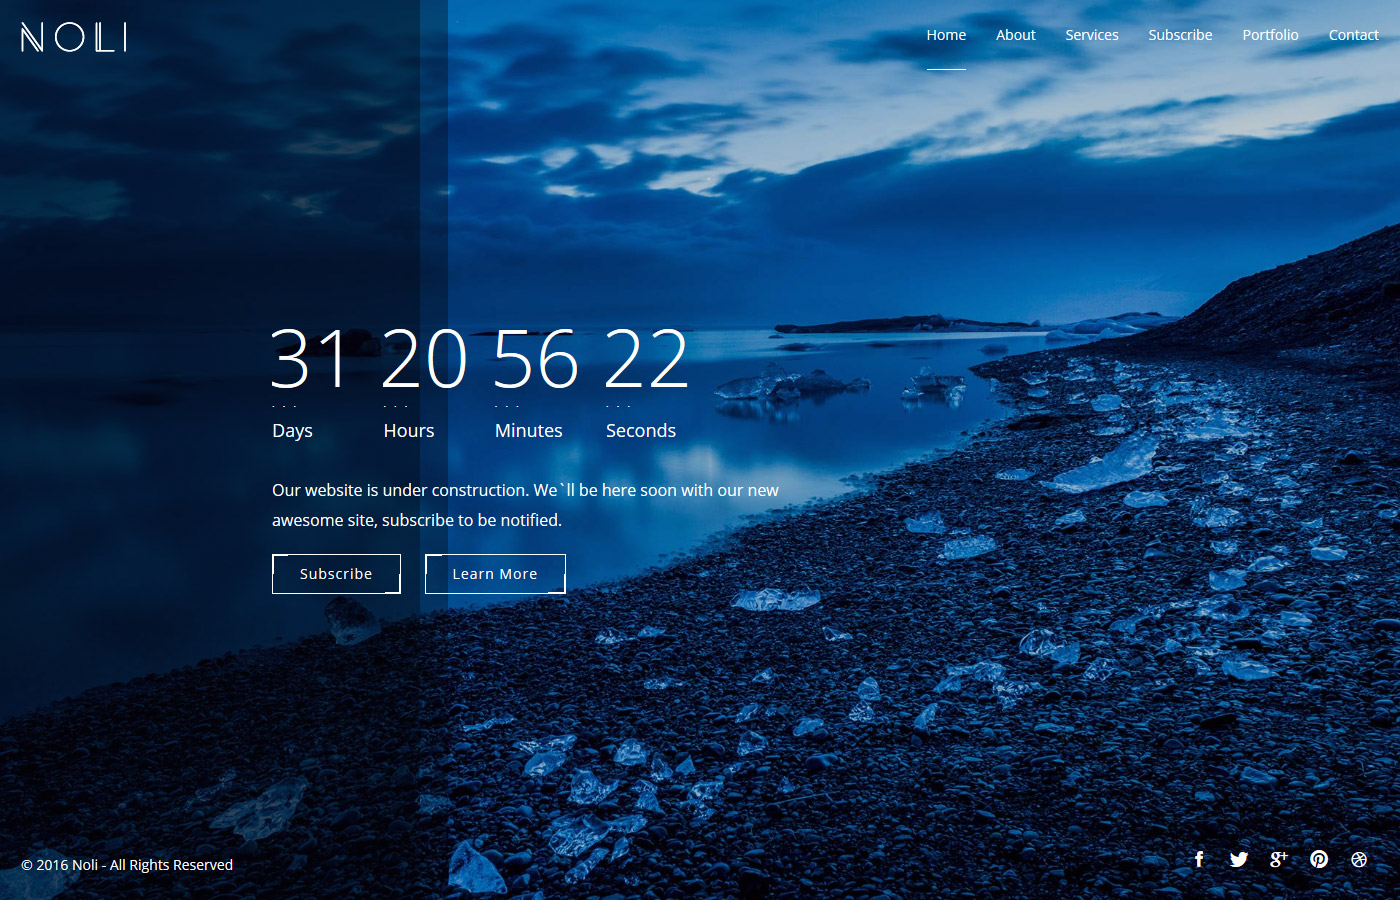 NOLI
Home About Services Subscribe Portfolio Contact
31 20 56 22
Days Hours Minutes Seconds
Our website is under construction. We`ll be here soon with our new
awesome site, subscribe to be notified.
Subscribe Learn More
© 2016 Noli - All Rights Reserved